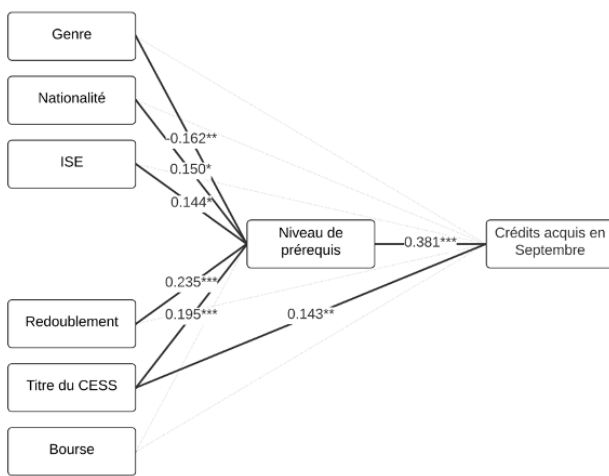 Genre
Nationalité
-0.162**
ISE
0.150*
0.144*
Niveau de
prérequis
0.381***
Crédits acquis en
Septembre
0.235***
Redoublement
0.195***
0.143**
Titre du CESS
Bourse